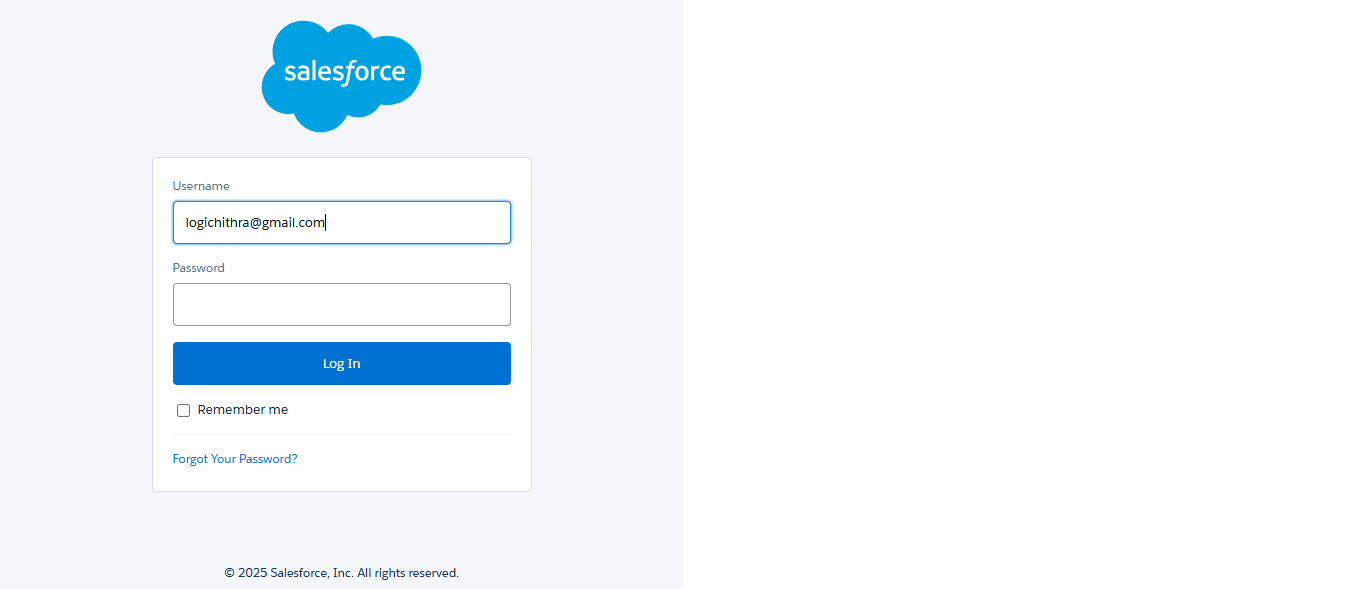 salesforce
Username
logichithra@gmail.com
Password
Log In
Remember me
Forgot Your Password?
© 2025 Salesforce, Inc. All rights reserved.